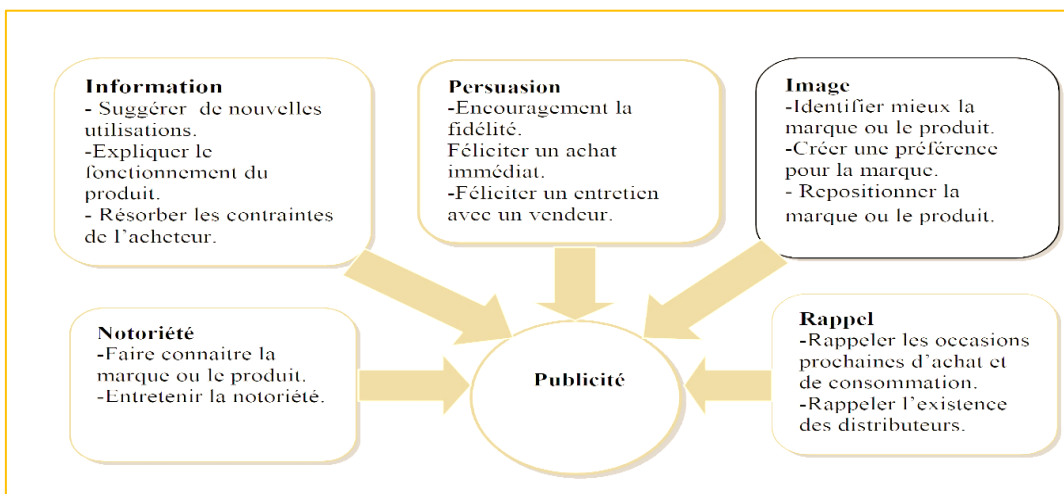 Information
- Suggérer de nouvelles
utilisations.
-Expliquer le
fonctionnement du
produit.
- Résorber les contraintes
de l’acheteur.
Persuasion
-Encouragement la
fidélité.
Féliciter un achat
immédiat.
-Féliciter un entretien
avec un vendeur.
Image
-Identifier mieux la
marque ou le produit.
-Créer une préférence
pour la marque.
- Repositionner la
marque ou le produit.
Notoriété
-Faire connaitre la
marque ou le produit.
-Entretenir la notoriété.
Publicité
Rappel
-Rappeler les occasions
prochaines d’achat et
de consommation.
-Rappeler l’existence
des distributeurs.